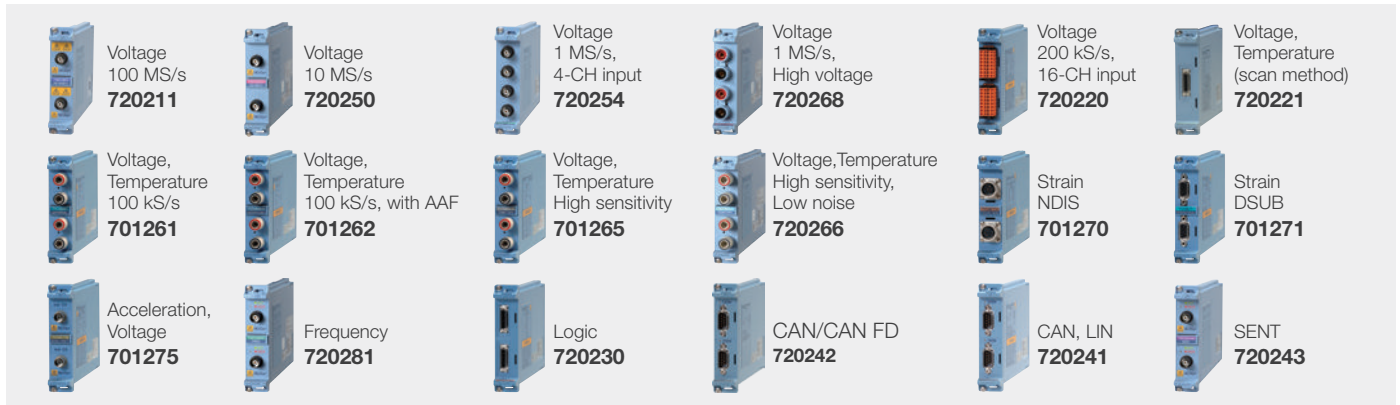 Voltage
100 MS/s
720211
Voltage
10 MS/s
720250
Voltage
1 MS/s,
4-CH input
720254
Voltage
1 MS/s,
High voltage
720268
Voltage
200 kS/s,
16-CH input
720220
Voltage,
Temperature
(scan method)
720221
Voltage,
Temperature
100 kS/s
701261
Voltage,
Temperature
100 kS/s, with AAF
701262
Voltage,
Temperature
High sensitivity
701265
Voltage,Temperature
High sensitivity,
Low noise
720266
Strain
NDIS
701270
Strain
DSUB
701271
Acceleration,
Voltage
701275
Frequency
720281
Logic
720230
CAN/CAN FD
720242
CAN, LIN
720241
SENT
720243